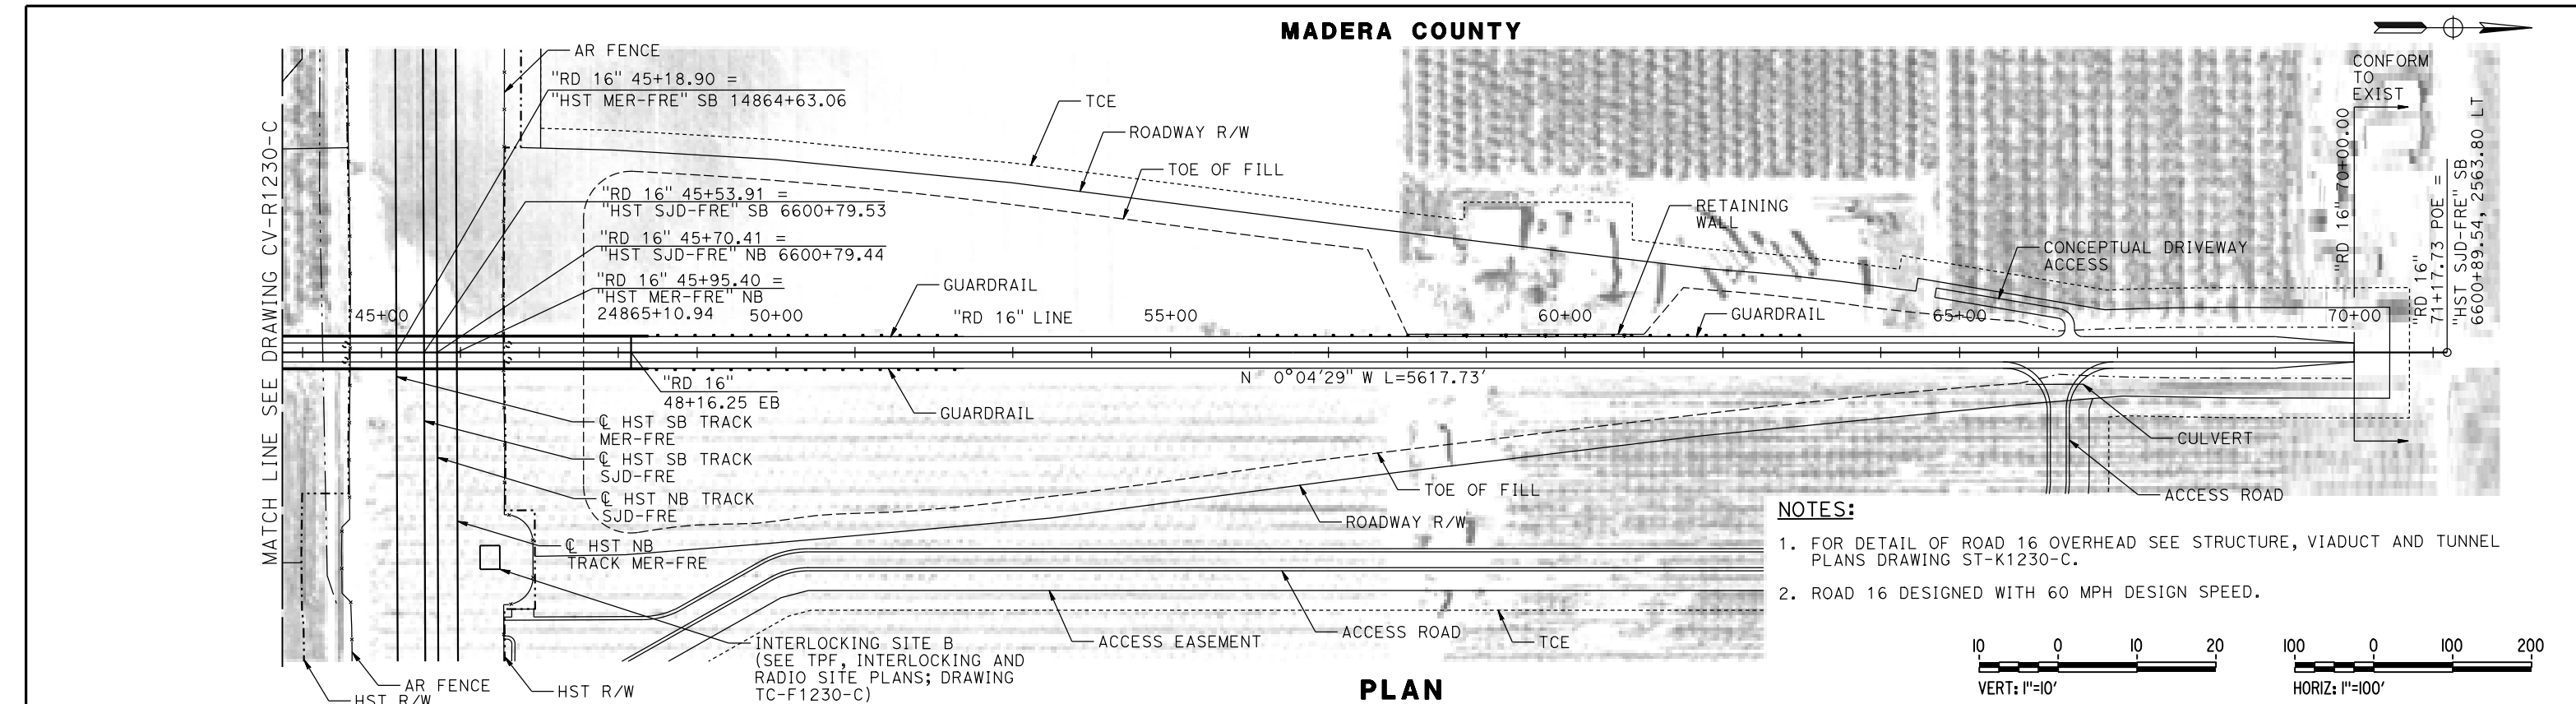 MADERA COUNTY
AR FENCE
"RD 16" 45+18.90 =
"HST MER-FRE" SB 14864+63.06
TCE
ROADWAY R/W
TOE OF FILL
"RD 16" 45+53.91 =
"HST SJD-FRE" SB 6600+79.53
"RD 16" 45+70.41 =
"HST SJD-FRE" NB 6600+79.44
"RD 16" 45+95.40 =
"HST MER-FRE" NB
24865+10.94
RETAINING
WALL
CONCEPTUAL DRIVEWAY
ACCESS
CONFORM
TO
EXIST
"RD 16" 70+00.00
"RD 16"
71+17.73 POE =
"HST SJD-FRE" SB
6600+89.54, 2563.80 LT
MATCH LINE SEE DRAWING CV-R1230-C
GUARDRAIL
GUARDRAIL
45+00
50+00
"RD 16" LINE
55+00
60+00
65+00
70+00
N 0°04'29" W L=5617.73'
"RD 16"
48+16.25 EB
GUARDRAIL
℄ HST SB TRACK
MER-FRE
℄ HST SB TRACK
SJD-FRE
℄ HST NB TRACK
SJD-FRE
℄ HST NB
TRACK MER-FRE
CULVERT
TOE OF FILL
ACCESS ROAD
ROADWAY R/W
NOTES:
1. FOR DETAIL OF ROAD 16 OVERHEAD SEE STRUCTURE, VIADUCT AND TUNNEL
PLANS DRAWING ST-K1230-C.
2. ROAD 16 DESIGNED WITH 60 MPH DESIGN SPEED.
INTERLOCKING SITE B
(SEE TPF, INTERLOCKING AND
RADIO SITE PLANS; DRAWING
TC-F1230-C)
ACCESS EASEMENT
ACCESS ROAD
TCE
AR FENCE
HST R/W
HST R/W
PLAN
10 0 10 20
VERT: 1"=10'
100 0 100 200
HORIZ: 1"=100'